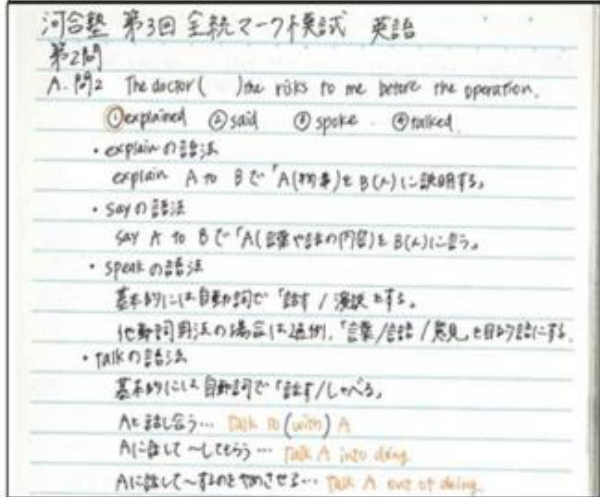 河合塾 第3回 全統マーク模試 英語
第2問
A. 問2 The doctor( )the risks to me before the operation.
①explained ②said ③spoke ④talked
・explainの語法
explain A to B で「A(物事)をB(人)に説明する」
・sayの語法
say A to B で「A(言葉や話の内容)をB(人)に言う」
・speakの語法
基本的には自動詞で「話す/演説をする」
他動詞用法の場合は通例、「言葉/言語/意見」を目的語にする
・talkの語法
基本的には自動詞で「話す/しゃべる」
Aと話し合う… talk to(with) A
Aに話して〜してもらう… talk A into doing
Aに話して〜するのをやめさせる… talk A out of doing